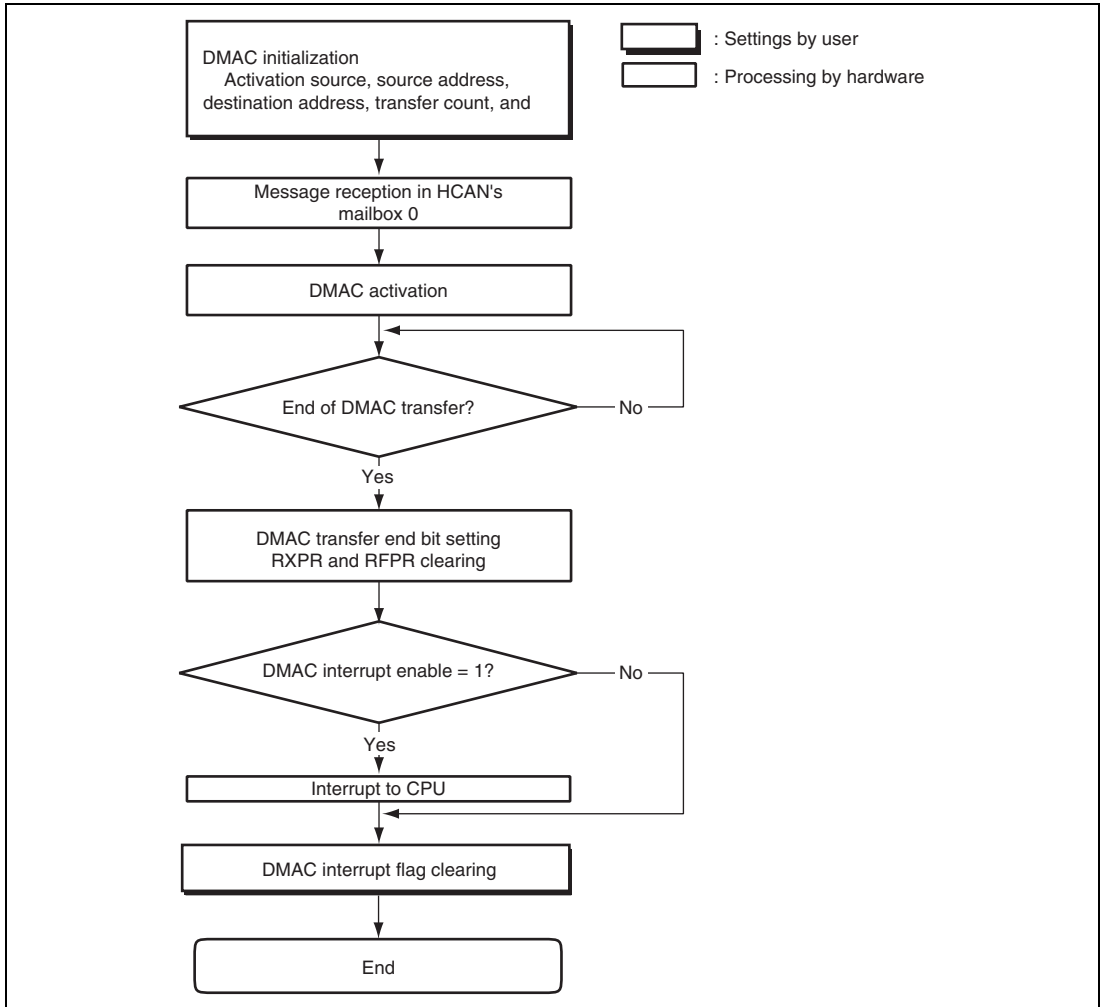 DMAC initialization
Activation source, source address,
destination address, transfer count, and
: Settings by user
: Processing by hardware
Message reception in HCAN's
mailbox 0
DMAC activation
End of DMAC transfer?
No
Yes
DMAC transfer end bit setting
RXPR and RFPR clearing
DMAC interrupt enable = 1?
No
Yes
Interrupt to CPU
DMAC interrupt flag clearing
End